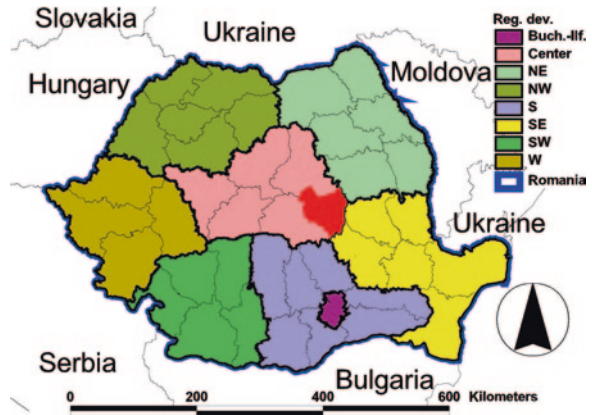 Slovakia
Ukraine
Hungary
Moldova
Ukraine
Serbia
Bulgaria
Reg. dev.
Buch.-Ilf.
Center
NE
NW
S
SE
SW
W
Romania
0 200 400 600 Kilometers